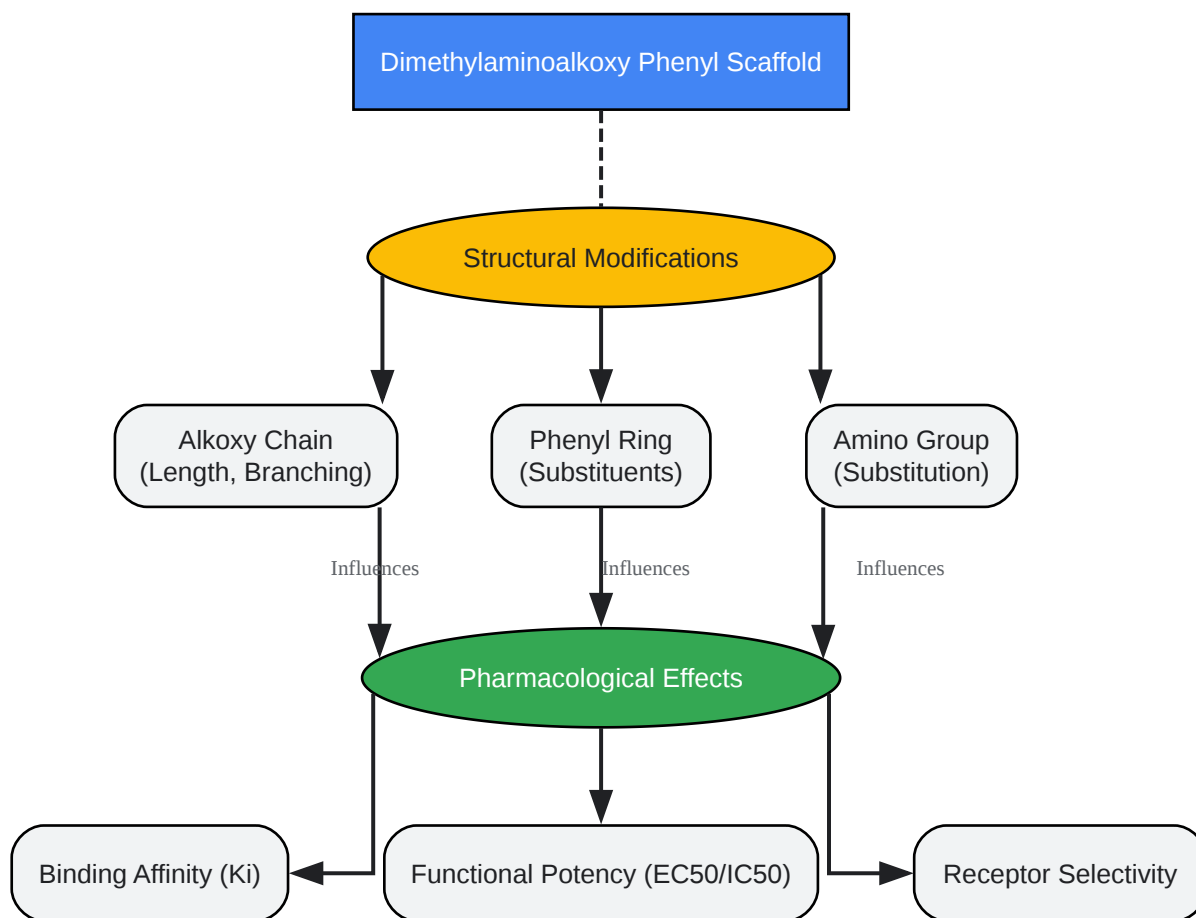 Dimethylaminoalkoxy Phenyl Scaffold
Structural Modifications
Alkoxy Chain
(Length, Branching)
Phenyl Ring
(Substituents)
Amino Group
(Substitution)
Influences
Influences
Influences
Pharmacological Effects
Binding Affinity (Ki)
Functional Potency (EC50/IC50)
Receptor Selectivity